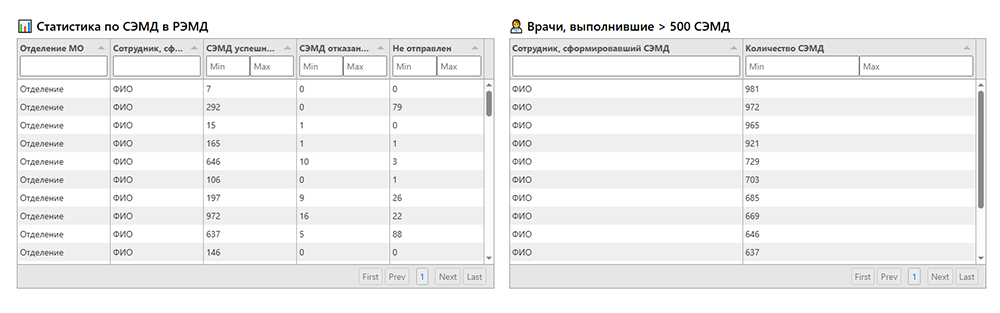 Статистика по СЭМД в РЭМД
Отделение МО Сотрудник, сф... СЭМД успешн... СЭМД отказан... Не отправлен
Min Max Min Max Min Max
Отделение ФИО 7 0 0
Отделение ФИО 292 0 79
Отделение ФИО 15 1 0
Отделение ФИО 165 1 1
Отделение ФИО 646 10 3
Отделение ФИО 106 0 1
Отделение ФИО 197 9 26
Отделение ФИО 972 16 22
Отделение ФИО 637 5 88
Отделение ФИО 146 0 0
First Prev 1 Next Last
Врачи, выполнившие > 500 СЭМД
Сотрудник, сформировавший СЭМД Количество СЭМД
Min Max
ФИО 981
ФИО 972
ФИО 965
ФИО 921
ФИО 729
ФИО 703
ФИО 685
ФИО 669
ФИО 646
ФИО 637
First Prev 1 Next Last